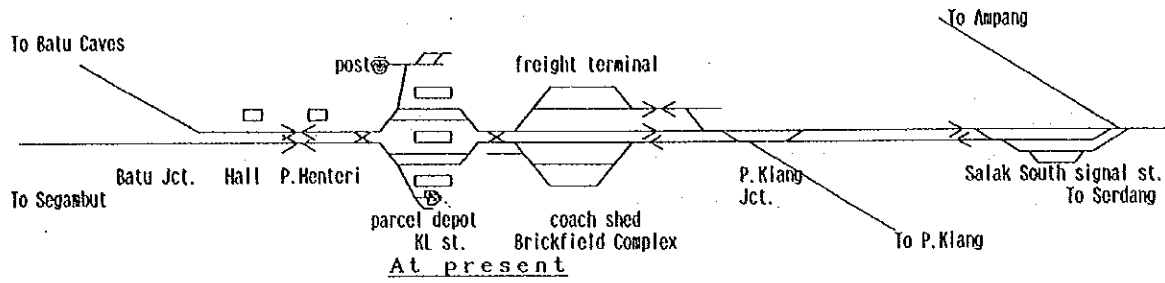 To Ampang
To Batu Caves
post
freight terminal
Batu Jct.
Hall
P.Menteri
P.Klang
Jct.
Salak South signal st.
To Serdang
To Segambut
parcel depot
KL st.
coach shed
Brickfield Complex
To P.Klang
At present